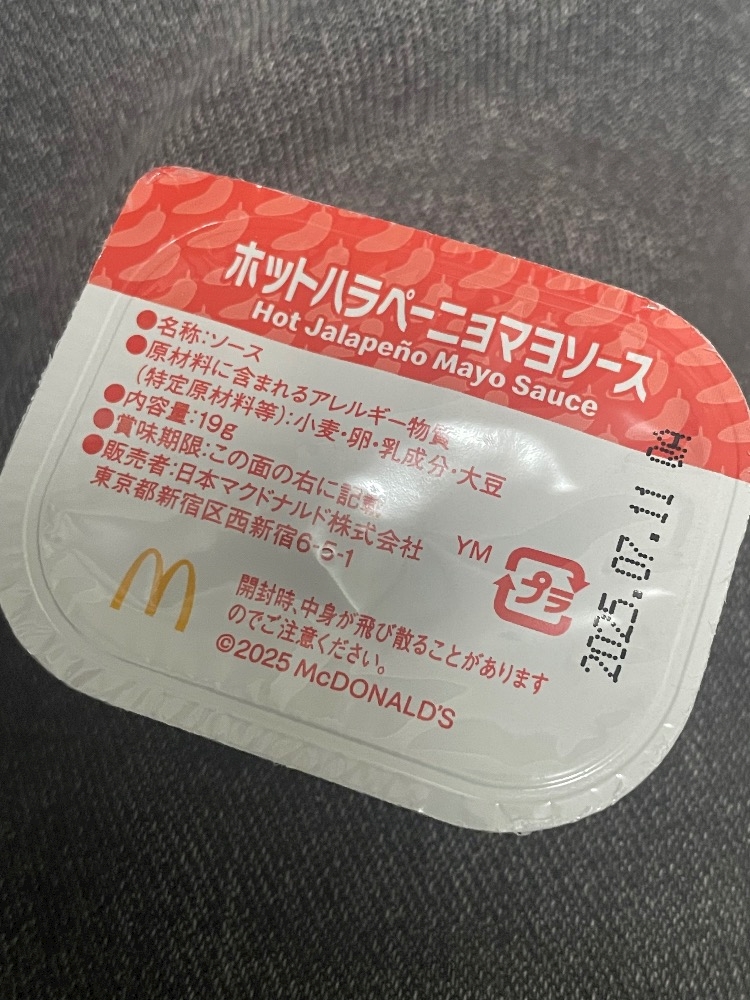 ホットハラペーニョマヨソース
Hot Jalapeño Mayo Sauce
●名称:ソース
●原材料に含まれるアレルギー物質
(特定原材料等):小麦・卵・乳成分・大豆
●内容量:19g
●賞味期限:この面の右に記載
●販売者:日本マクドナルド株式会社
東京都新宿区西新宿6-5-1
YM
プラ
開封時、中身が飛び散ることがあります
のでご注意ください。
©2025 McDONALD'S
2025.07.11